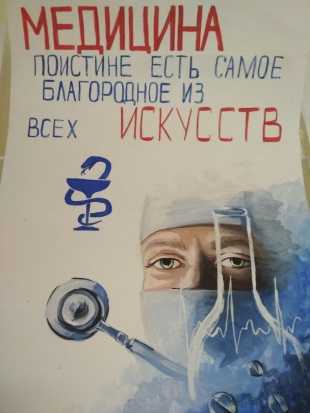 МЕДИЦИНА
ПОИСТИНЕ ЕСТЬ САМОЕ
БЛАГОРОДНОЕ ИЗ
ВСЕХ ИСКУССТВ